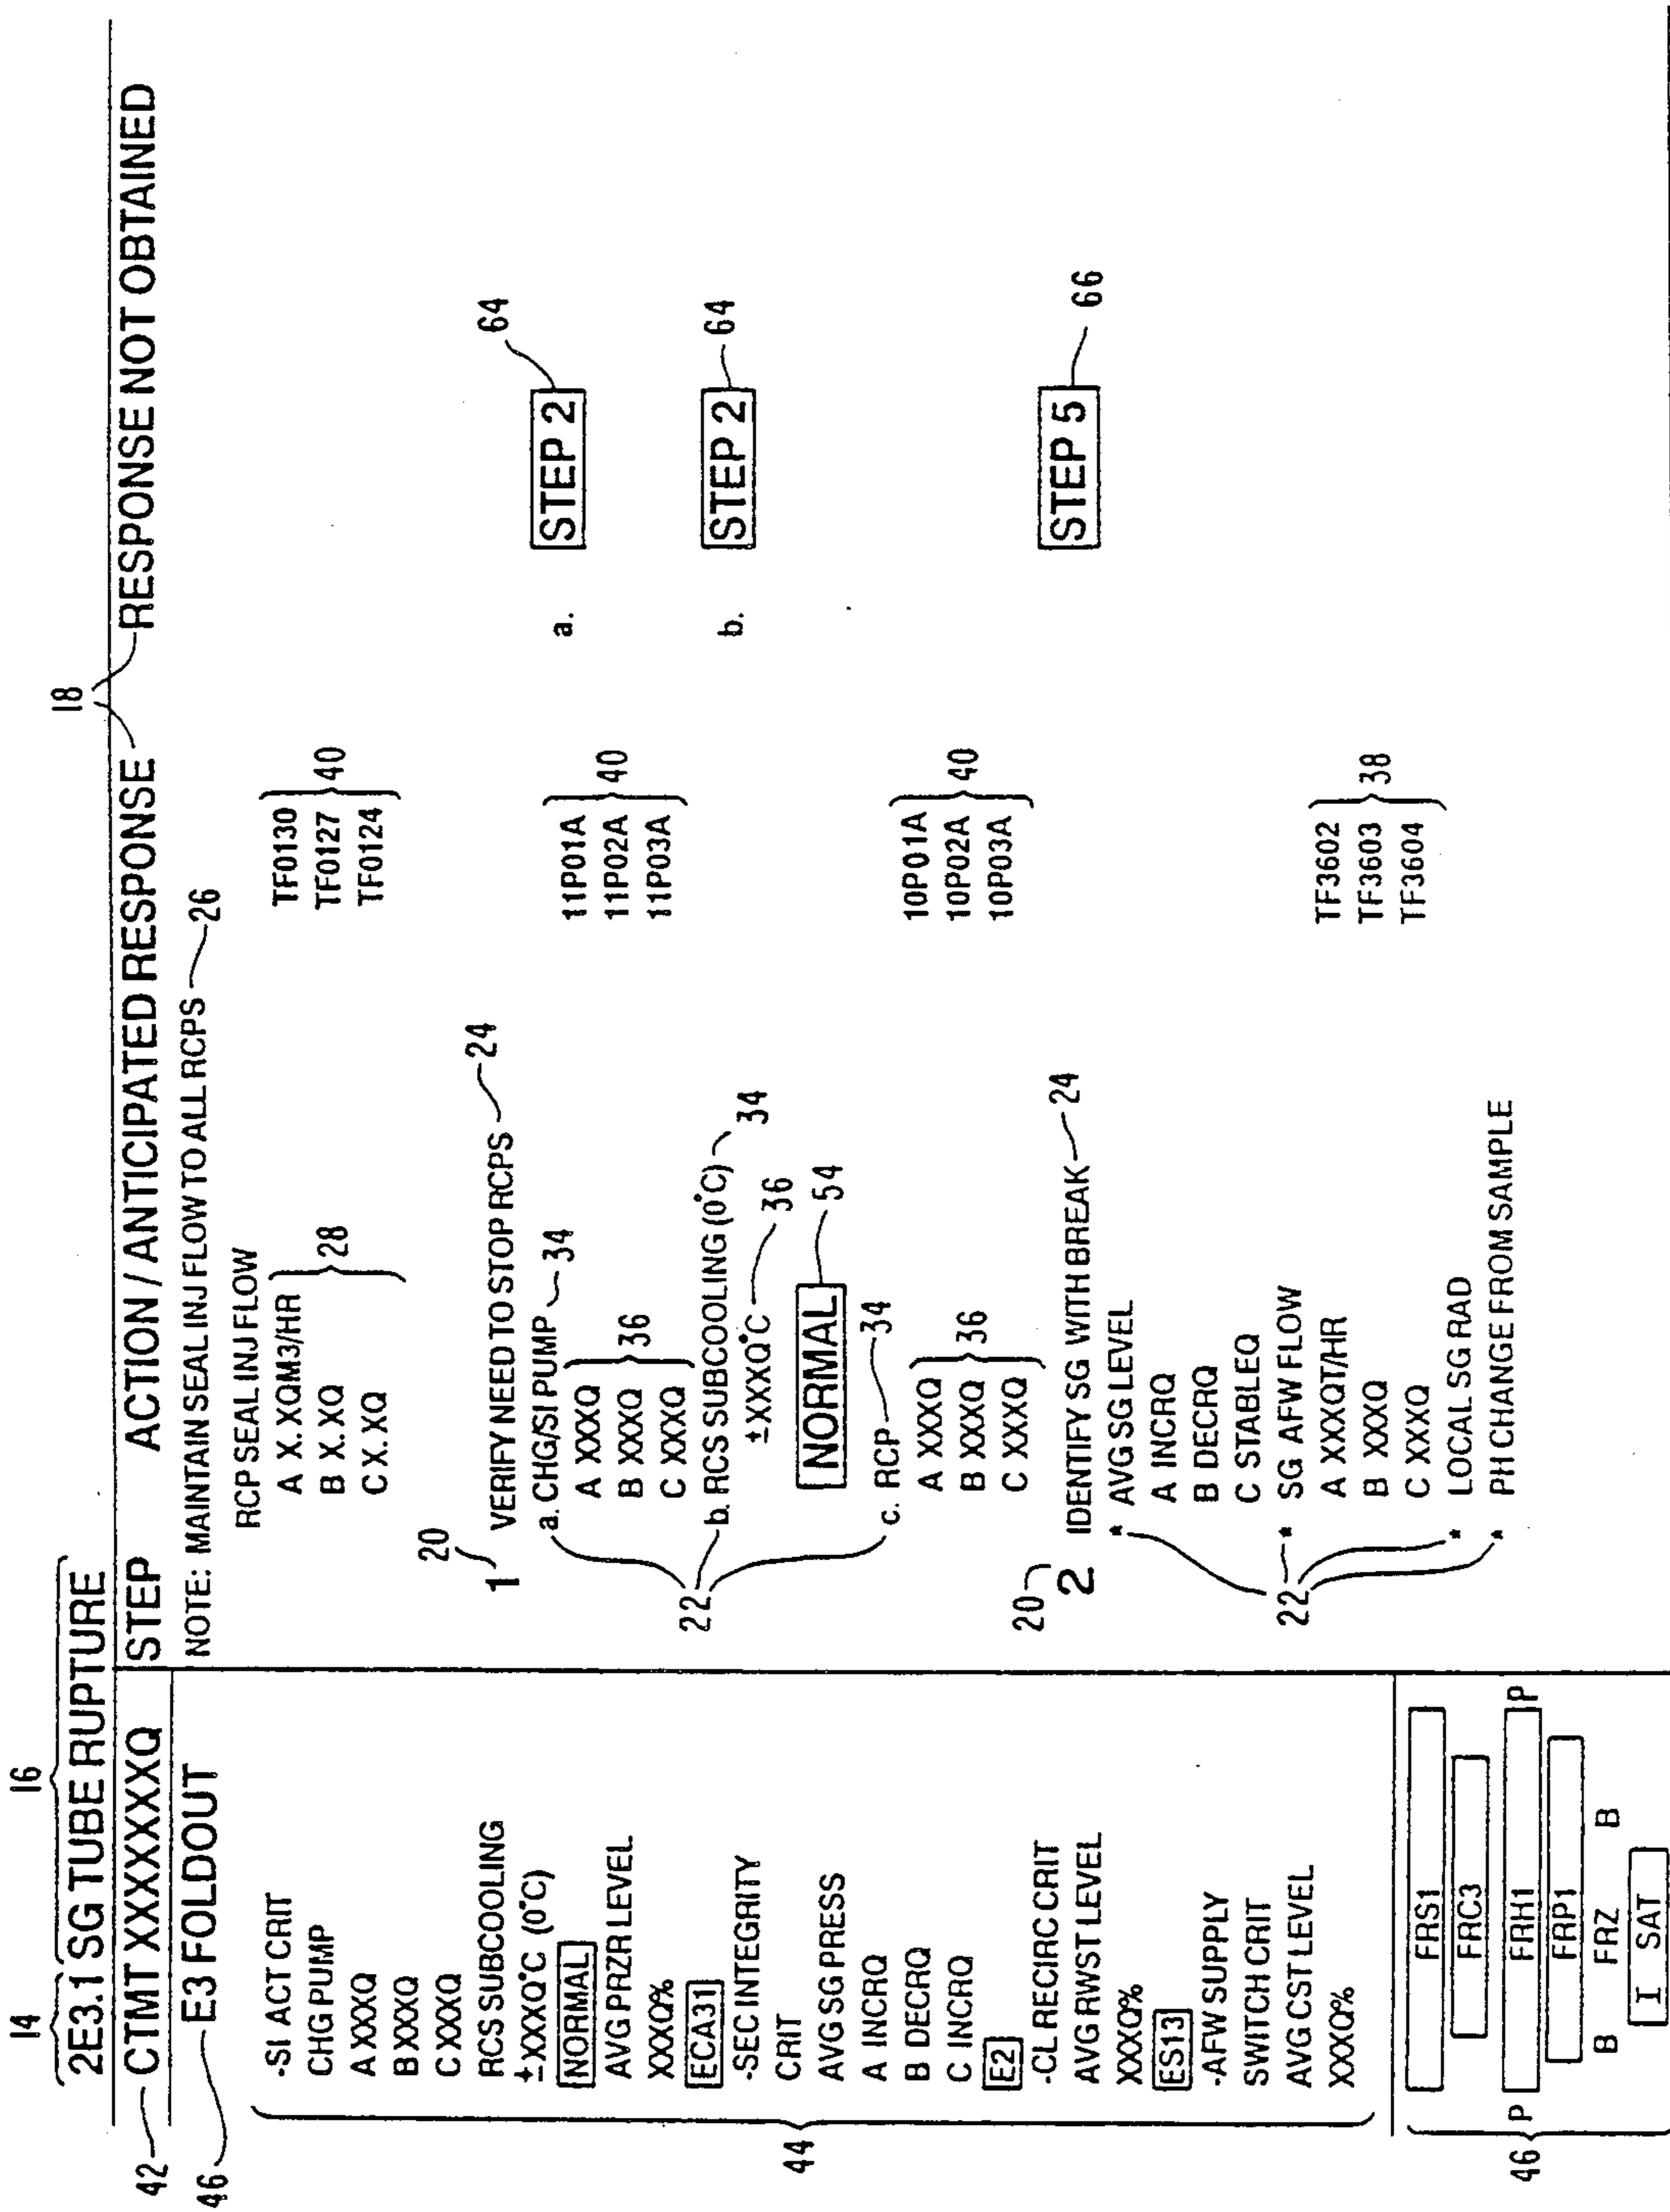 14 16
2E3.1 SG TUBE RUPTURE
18
42 CTMT XXXXXXQ
STEP ACTION / ANTICIPATED RESPONSE RESPONSE NOT OBTAINED
46 E3 FOLDOUT
-SI ACT CRIT
CHG PUMP
A XXXQ
B XXXQ
C XXXQ
RCS SUBCOOLING
±XXXQ°C (0°C)
NORMAL
AVG PRZR LEVEL
XXXQ%
ECA31
-SEC INTEGRITY
CRIT
AVG SG PRESS
A INCRQ
B DECRQ
C INCRQ
E2
-CL RECIRC CRIT
AVG RWST LEVEL
XXXQ%
ES13
-AFW SUPPLY
SWITCH CRIT
AVG CST LEVEL
XXXQ%
44
FRS1
FRC3
P FRH1 P
FRP1
B FRZ B
I SAT
46
NOTE: MAINTAIN SEAL INJ FLOW TO ALL RCPS 26
RCP SEAL INJ FLOW
A X.XQM3/HR TF0130
B X.XQ 28 TF0127 40
C X.XQ TF0124
20
1 VERIFY NEED TO STOP RCPS 24
a. CHG/SI PUMP 34 a. STEP 2 64
A XXXQ 11P01A
B XXXQ 36 11P02A 40
C XXXQ 11P03A
22 b. RCS SUBCOOLING (0°C) 34 b. STEP 2 64
±XXXQ°C 36
NORMAL 54
c. RCP 34
A XXXQ 10P01A
B XXXQ 36 10P02A 40
C XXXQ 10P03A
20
2 IDENTIFY SG WITH BREAK 24 STEP 5 66
* AVG SG LEVEL
A INCRQ
B DECRQ
C STABLEQ
22 * SG AFW FLOW
A XXXQT/HR TF3602
B XXXQ TF3603 38
C XXXQ TF3604
* LOCAL SG RAD
* PH CHANGE FROM SAMPLE